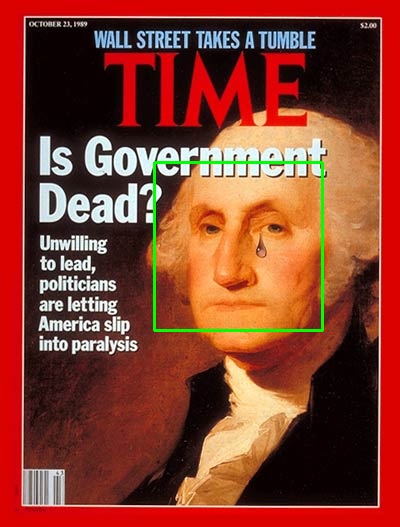 OCTOBER 23, 1989 $2.00
WALL STREET TAKES A TUMBLE
TIME
Is Government
Dead?
Unwilling
to lead,
politicians
are letting
America slip
into paralysis
43